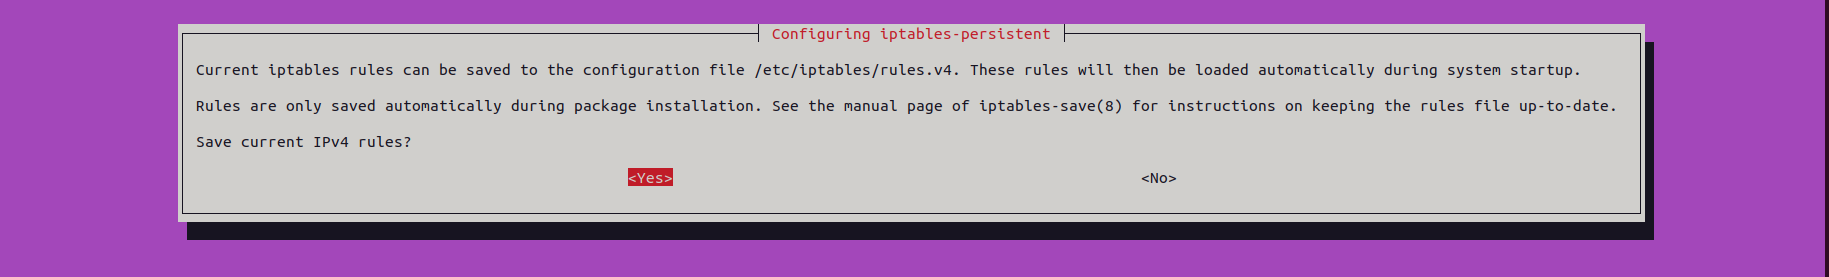 Configuring iptables-persistent
Current iptables rules can be saved to the configuration file /etc/iptables/rules.v4. These rules will then be loaded automatically during system startup.
Rules are only saved automatically during package installation. See the manual page of iptables-save(8) for instructions on keeping the rules file up-to-date.
Save current IPv4 rules?
<Yes> <No>